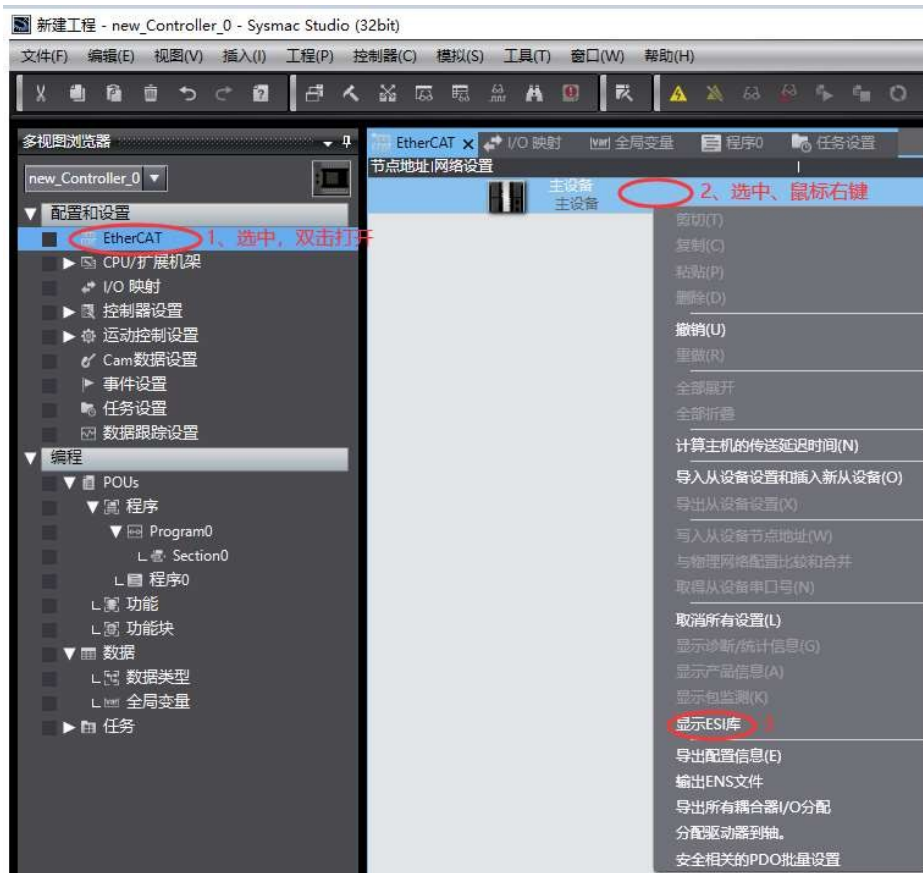 新建工程 - new_Controller_0 - Sysmac Studio (32bit)
文件(F) 编辑(E) 视图(V) 插入(I) 工程(P) 控制器(C) 模拟(S) 工具(T) 窗口(W) 帮助(H)
多视图浏览器
EtherCAT I/O 映射 全局变量 程序0 任务设置
节点地址|网络设置
new_Controller_0
主设备
主设备
2、选中、鼠标右键
配置和设置
EtherCAT 1、选中，双击打开
CPU/扩展机架
I/O 映射
控制器设置
运动控制设置
Cam数据设置
事件设置
任务设置
数据跟踪设置
编程
POUs
程序
Program0
Section0
程序0
功能
功能块
数据
数据类型
全局变量
任务
剪切(T)
复制(C)
粘贴(P)
删除(D)
撤销(U)
重做(R)
全部展开
全部折叠
计算主机的传送延迟时间(N)
导入从设备设置和插入新从设备(O)
导出从设备设置(X)
写入从设备节点地址(W)
与物理网络配置比较和合并
取得从设备串口号(N)
取消所有设置(L)
显示诊断/统计信息(G)
显示产品信息(A)
显示包监测(K)
显示ESI库 3
导出配置信息(E)
输出ENS文件
导出所有耦合器I/O分配
分配驱动器到轴。
安全相关的PDO批量设置